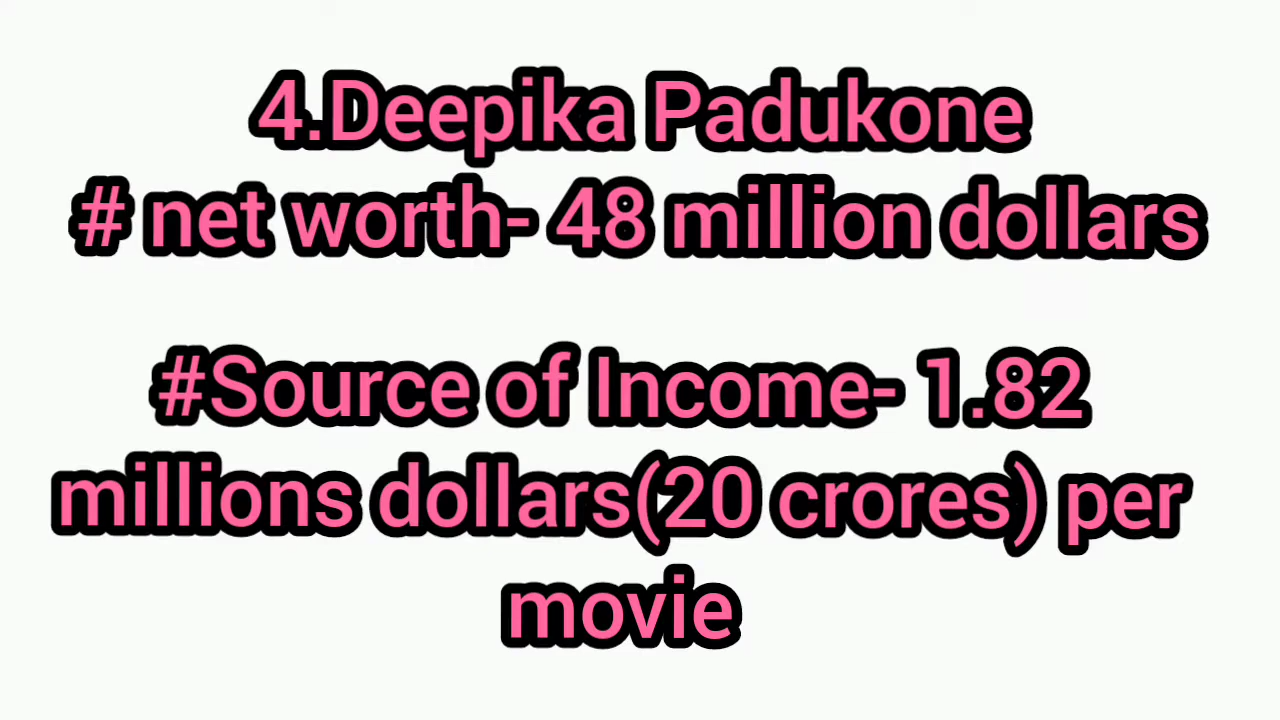 4.Deepika Padukone
# net worth- 48 million dollars
#Source of Income- 1.82
millions dollars(20 crores) per
movie